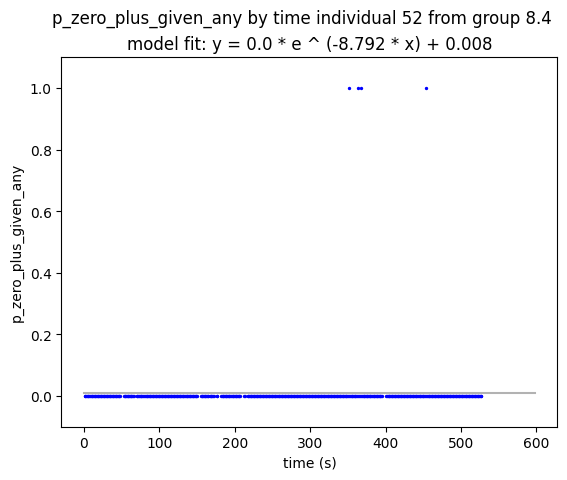 p_zero_plus_given_any by time individual 52 from group 8.4
model fit: y = 0.0 * e ^ (-8.792 * x) + 0.008
1.0
0.8
0.6
0.4
0.2
0.0
p_zero_plus_given_any
0 100 200 300 400 500 600
time (s)